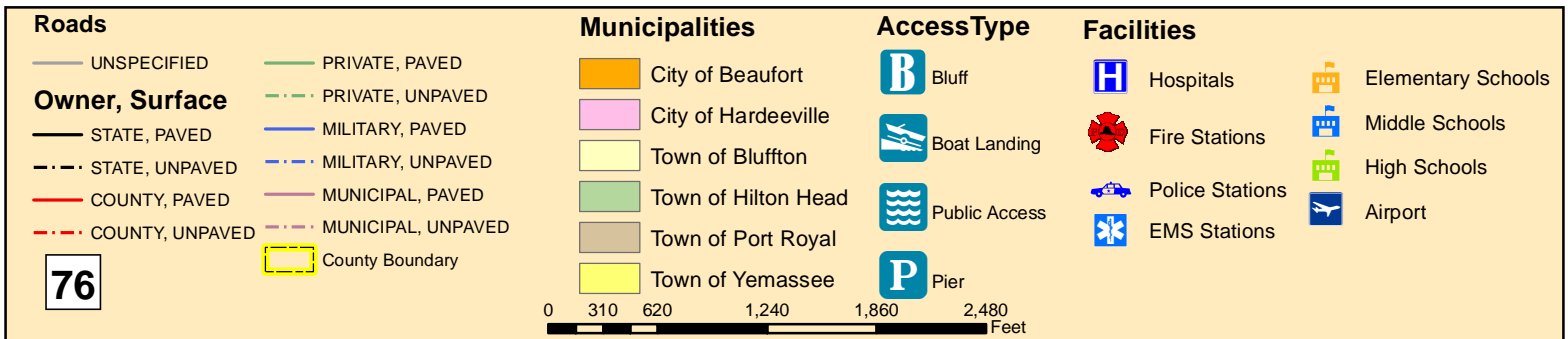 Roads
UNSPECIFIED
Owner, Surface
STATE, PAVED
STATE, UNPAVED
COUNTY, PAVED
COUNTY, UNPAVED
76
PRIVATE, PAVED
PRIVATE, UNPAVED
MILITARY, PAVED
MILITARY, UNPAVED
MUNICIPAL, PAVED
MUNICIPAL, UNPAVED
County Boundary
Municipalities
City of Beaufort
City of Hardeeville
Town of Bluffton
Town of Hilton Head
Town of Port Royal
Town of Yemassee
0 310 620 1,240 1,860 2,480
Feet
AccessType
B Bluff
Boat Landing
Public Access
P Pier
Facilities
H Hospitals
Fire Stations
Police Stations
EMS Stations
Elementary Schools
Middle Schools
High Schools
Airport